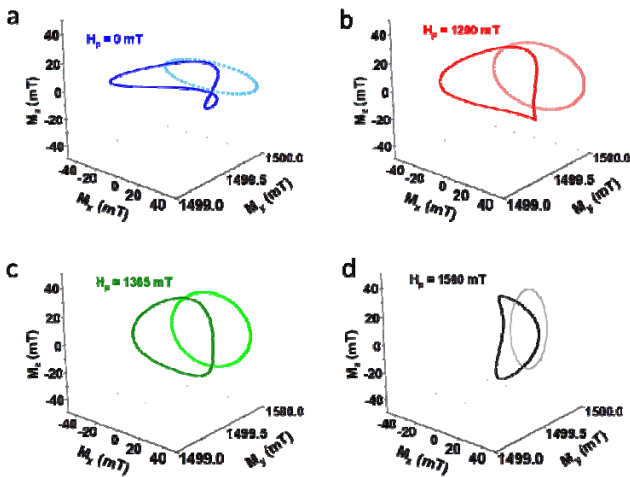 a
H_p = 0 mT
40
20
0
-20
-40
M_z (mT)
-40
-20
0
20
40
M_x (mT)
1499.0
1499.5
1500.0
M_y (mT)
b
H_p = 1200 mT
40
20
0
-20
-40
M_z (mT)
-40
-20
0
20
40
M_x (mT)
1499.0
1499.5
1500.0
M_y (mT)
c
H_p = 1365 mT
40
20
0
-20
-40
M_z (mT)
-40
-20
0
20
40
M_x (mT)
1499.0
1499.5
1500.0
M_y (mT)
d
H_p = 1500 mT
40
20
0
-20
-40
M_z (mT)
-40
-20
0
20
40
M_x (mT)
1499.0
1499.5
1500.0
M_y (mT)